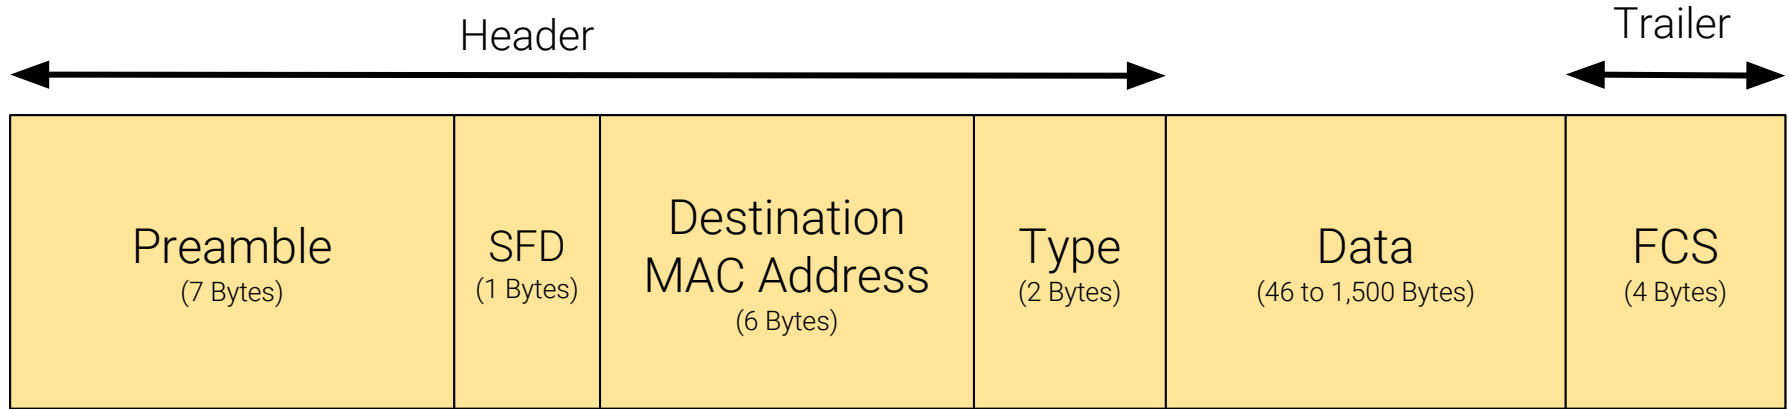 Header
Trailer
Preamble
(7 Bytes)
SFD
(1 Bytes)
Destination
MAC Address
(6 Bytes)
Type
(2 Bytes)
Data
(46 to 1,500 Bytes)
FCS
(4 Bytes)